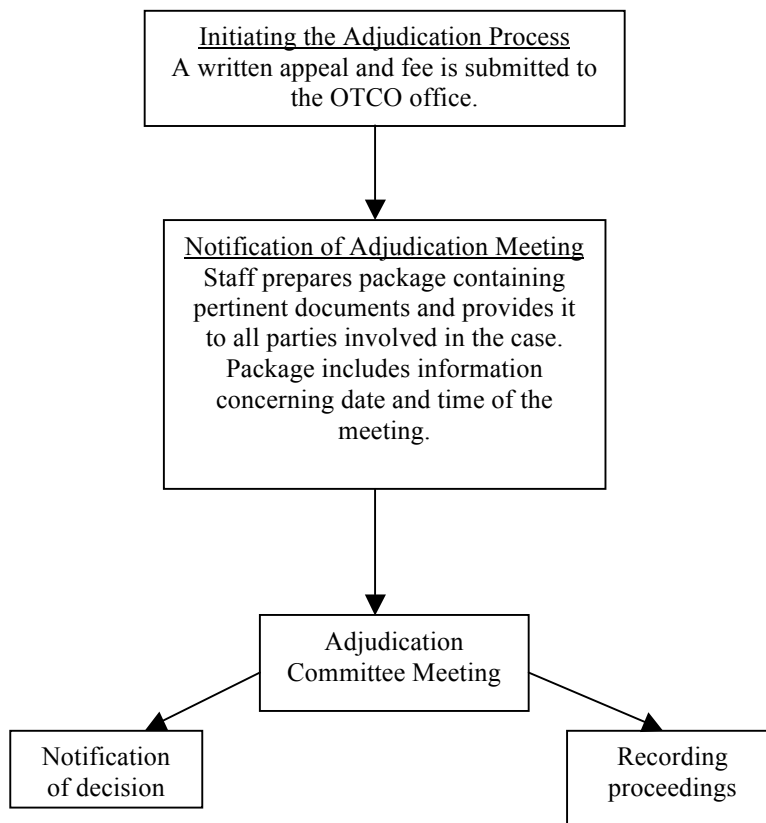 Initiating the Adjudication Process
A written appeal and fee is submitted to
the OTCO office.
Notification of Adjudication Meeting
Staff prepares package containing
pertinent documents and provides it
to all parties involved in the case.
Package includes information
concerning date and time of the
meeting.
Adjudication
Committee Meeting
Notification
of decision
Recording
proceedings